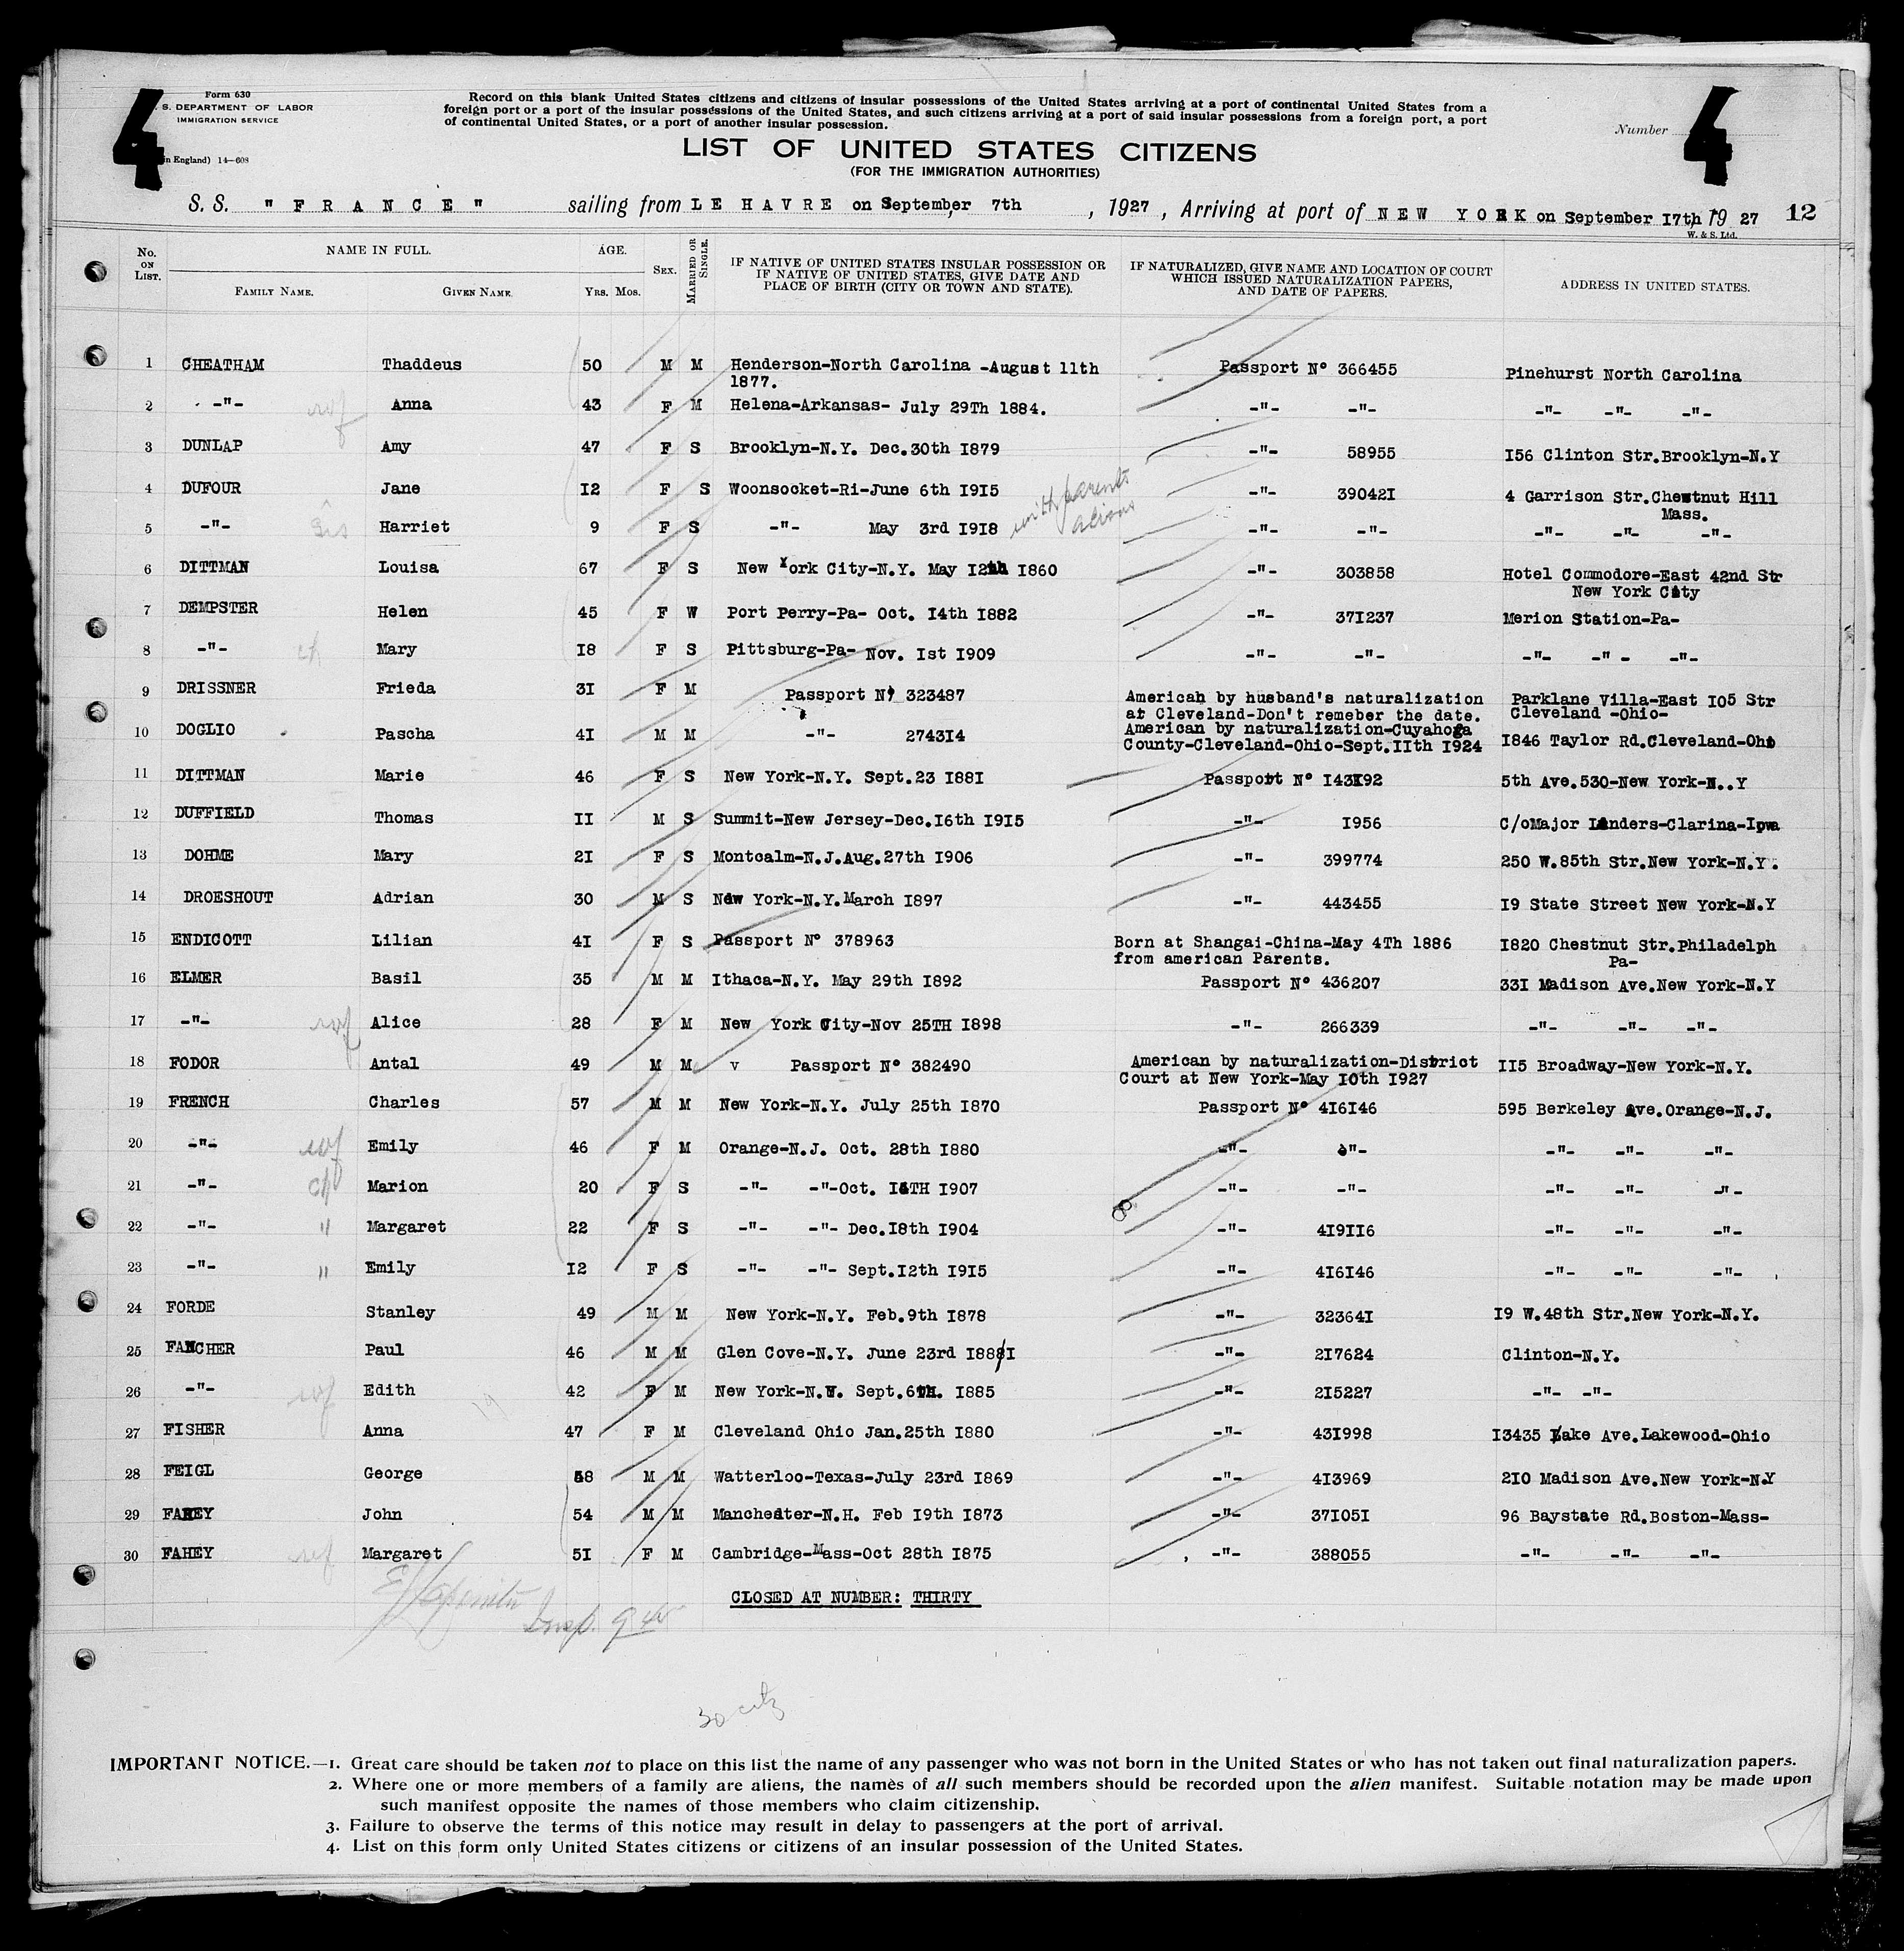 4
Form 630
S. DEPARTMENT OF LABOR
IMMIGRATION SERVICE
in England) 14—608
Record on this blank United States citizens and citizens of insular possessions of the United States arriving at a port of continental United States from a
foreign port or a port of the insular possessions of the United States, and such citizens arriving at a port of said insular possessions from a foreign port, a port
of continental United States, or a port of another insular possession.
LIST OF UNITED STATES CITIZENS
(FOR THE IMMIGRATION AUTHORITIES)
Number 4
S. S. "FRANCE" sailing from LE HAVRE on September 7th, 1927, Arriving at port of NEW YORK on September 17th, 1927 12
W. & S. Ltd.
No. ON LIST. NAME IN FULL. FAMILY NAME. GIVEN NAME AGE. Yrs. Mos. SEX. MARRIED OR SINGLE. IF NATIVE OF UNITED STATES INSULAR POSSESSION OR IF NATIVE OF UNITED STATES, GIVE DATE AND PLACE OF BIRTH (CITY OR TOWN AND STATE). IF NATURALIZED, GIVE NAME AND LOCATION OF COURT WHICH ISSUED NATURALIZATION PAPERS, AND DATE OF PAPERS. ADDRESS IN UNITED STATES.
1 CHEATHAM Thaddeus 50 M M Henderson-North Carolina -August 11th 1877. Passport N° 366455 Pinehurst North Carolina
2 -"- wf Anna 43 F M Helena-Arkansas- July 29Th 1884. -"- -"- -"- -"- -"-
3 DUNLAP Amy 47 F S Brooklyn-N.Y. Dec.30th 1879 -"- 58955 156 Clinton Str.Brooklyn-N.Y
4 DUFOUR Jane 12 F S Woonsocket-Ri-June 6th 1915 with parents aliens -"- 390421 4 Garrison Str.Chestnut Hill Mass.
5 -"- sis Harriet 9 F S -"- May 3rd 1918 -"- -"- -"- -"- -"-
6 DITTMAN Louisa 67 F S New York City-N.Y. May 12th 1860 -"- 303858 Hotel Commodore-East 42nd Str New York City
7 DEMPSTER Helen 45 F W Port Perry-Pa- Oct. 14th 1882 -"- 371237 Merion Station-Pa-
8 -"- ch Mary 18 F S Pittsburg-Pa- Nov. 1st 1909 -"- -"- -"- -"- -"-
9 DRISSNER Frieda 31 F M Passport N° 323487 American by husband's naturalization at Cleveland-Don't remeber the date. Parklane Villa-East 105 Str Cleveland -Ohio-
10 DOGLIO Pascha 41 M M -"- 274314 American by naturalization-Cuyahoga County-Cleveland-Ohio-Sept.11th 1924 1846 Taylor Rd.Cleveland-Oho
11 DITTMAN Marie 46 F S New York-N.Y. Sept.23 1881 Passport N° 143192 5th Ave.530-New York-N..Y
12 DUFFIELD Thomas 11 M S Summit-New Jersey-Dec.16th 1915 -"- 1956 C/oMajor Landers-Clarina-Iowa
13 DOHME Mary 21 F S Montcalm-N.J.Aug.27th 1906 -"- 399774 250 W.85th Str.New York-N.Y.
14 DROESHOUT Adrian 30 M S New York-N.Y.March 1897 -"- 443455 19 State Street New York-N.Y
15 ENDICOTT Lilian 41 F S Passport N° 378963 Born at Shangai-China-May 4Th 1886 from american Parents. 1820 Chestnut Str.Philadelph Pa-
16 ELMER Basil 35 M M Ithaca-N.Y. May 29th 1892 Passport N° 436207 331 Madison Ave.New York-N.Y
17 -"- wf Alice 28 F M New York City-Nov 25TH 1898 -"- 266339 -"- -"- -"-
18 FODOR Antal 49 M M v Passport N° 382490 American by naturalization-District Court at New York-May 10th 1927 115 Broadway-New York-N.Y.
19 FRENCH Charles 57 M M New York-N.Y. July 25th 1870 Passport N° 416146 595 Berkeley Ave.Orange-N.J.
20 -"- wf Emily 46 F M Orange-N.J. Oct. 28th 1880 -"- -"- -"- -"- -"-
21 -"- ch Marion 20 F S -"- -"-Oct. TH 1907 -"- -"- -"- -"- -"-
22 -"- " Margaret 22 F S -"- -"- Dec.18th 1904 -"- 419116 -"- -"- -"-
23 -"- " Emily 12 F S -"- -"- Sept.12th 1915 -"- 416146 -"- -"- -"-
24 FORDE Stanley 49 M M New York-N.Y. Feb.9th 1878 -"- 323641 19 W.48th Str.New York-N.Y.
25 FANCHER Paul 46 M M Glen Cove-N.Y. June 23rd 1881 -"- 217624 Clinton-N.Y.
26 -"- wf Edith 42 F M New York-N.Y. Sept.6TH. 1885 -"- 215227 -"- -"-
27 FISHER Anna 47 F M Cleveland Ohio Jan.25th 1880 -"- 431998 13435 Lake Ave.Lakewood-Ohio
28 FEIGL George 58 M M Watterloo-Texas-July 23rd 1869 -"- 413969 210 Madison Ave.New York-N.Y
29 FAHEY John 54 M M Manchester-N.H. Feb 19th 1873 -"- 371051 96 Baystate Rd.Boston-Mass-
30 FAHEY wf Margaret 51 F M Cambridge-Mass-Oct 28th 1875 -"- 388055 -"- -"- -"-
CLOSED AT NUMBER: THIRTY
Insp.
30 citz
IMPORTANT NOTICE.—1. Great care should be taken not to place on this list the name of any passenger who was not born in the United States or who has not taken out final naturalization papers.
2. Where one or more members of a family are aliens, the names of all such members should be recorded upon the alien manifest. Suitable notation may be made upon
such manifest opposite the names of those members who claim citizenship.
3. Failure to observe the terms of this notice may result in delay to passengers at the port of arrival.
4. List on this form only United States citizens or citizens of an insular possession of the United States.